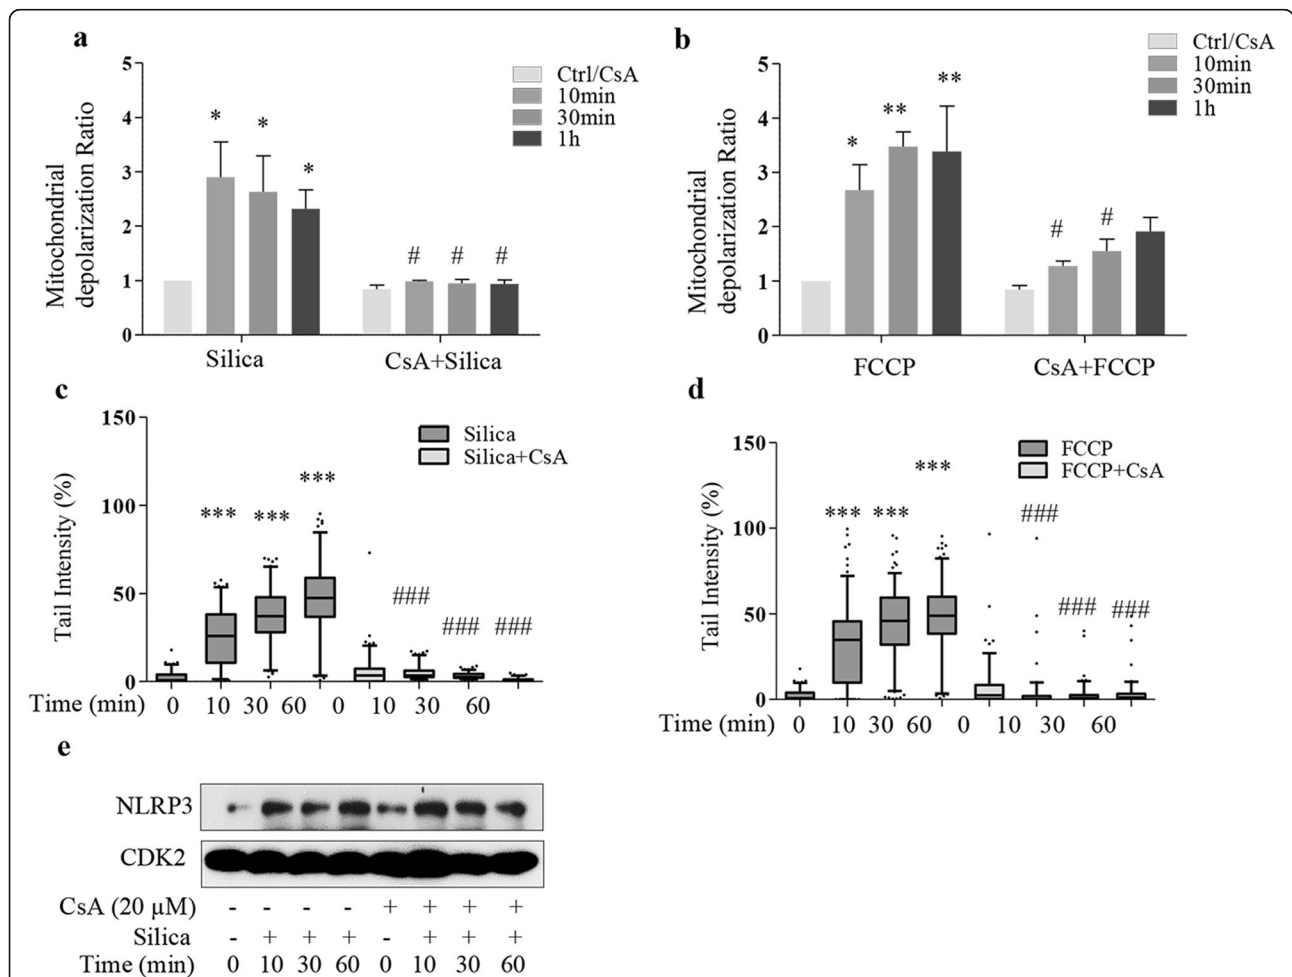 a
Mitochondrial
depolarization Ratio
5
4
3
2
1
0
Ctrl/CsA
10min
30min
1h
* * *
# # #
Silica CsA+Silica
b
Mitochondrial
depolarization Ratio
5
4
3
2
1
0
Ctrl/CsA
10min
30min
1h
* ** **
# #
FCCP CsA+FCCP
c
Tail Intensity (%)
150
100
50
0
Silica
Silica+CsA
*** *** ***
### ### ###
Time (min) 0 10 30 60 0 10 30 60
d
Tail Intensity (%)
150
100
50
0
FCCP
FCCP+CsA
*** *** ***
### ### ###
Time (min) 0 10 30 60 0 10 30 60
e
NLRP3
CDK2
CsA (20 µM) - - - - + + + +
Silica - + + + - + + +
Time (min) 0 10 30 60 0 10 30 60